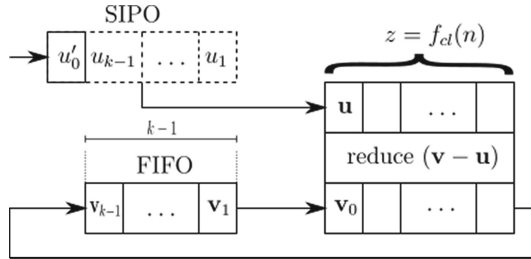 SIPO
z = f_{cl}(n)
u'_0 u_{k−1} ... u_1
u ...
k−1
reduce (v − u)
FIFO
v_{k−1} ... v_1
v_0 ...